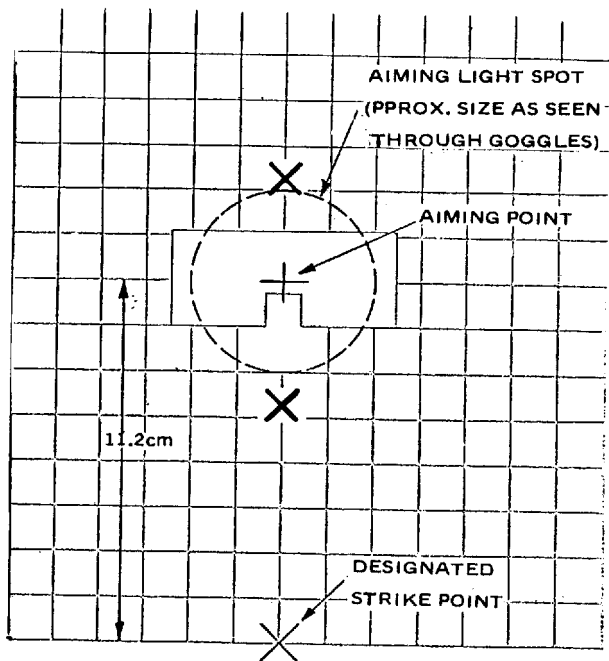 AIMING LIGHT SPOT
(PPROX. SIZE AS SEEN
THROUGH GOGGLES)
AIMING POINT
11.2cm
DESIGNATED
STRIKE POINT